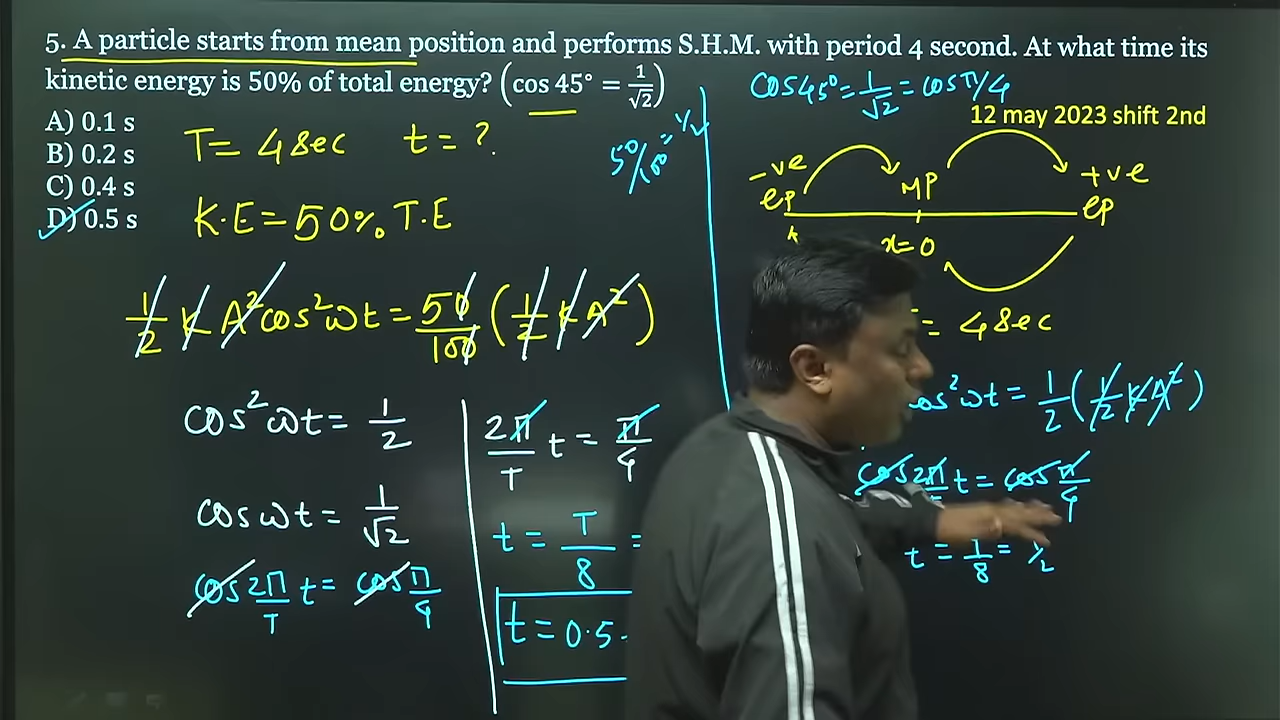 5. A particle starts from mean position and performs S.H.M. with period 4 second. At what time its
kinetic energy is 50% of total energy? (cos 45° = 1/√2)
A) 0.1 s
B) 0.2 s
C) 0.4 s
D) 0.5 s
T = 4 sec t = ?
K.E = 50% T.E
1/2 K A² cos² ωt = 50/100 (1/2 K A²)
cos² ωt = 1/2
cos ωt = 1/√2
cos 2π/T t = cos π/4
2π/T t = π/4
t = T/8 =
t = 0.5
50/100 = 1/2
cos 45° = 1/√2 = cos π/4
12 may 2023 shift 2nd
-ve MP +ve
ep ep
x=0
= 4 sec
cos² ωt = 1/2 (1/2 K A²)
cos 2π t = cos π/4
t = /8 = 1/2